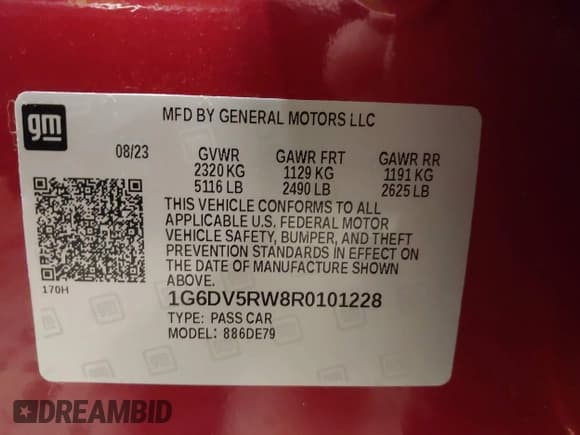 gm
MFD BY GENERAL MOTORS LLC
08/23 GVWR GAWR FRT GAWR RR
2320 KG 1129 KG 1191 KG
5116 LB 2490 LB 2625 LB
THIS VEHICLE CONFORMS TO ALL
APPLICABLE U.S. FEDERAL MOTOR
VEHICLE SAFETY, BUMPER, AND THEFT
PREVENTION STANDARDS IN EFFECT ON
THE DATE OF MANUFACTURE SHOWN
ABOVE.
170H
1G6DV5RW8R0101228
TYPE: PASS CAR
MODEL: 886DE79
DREAMBID